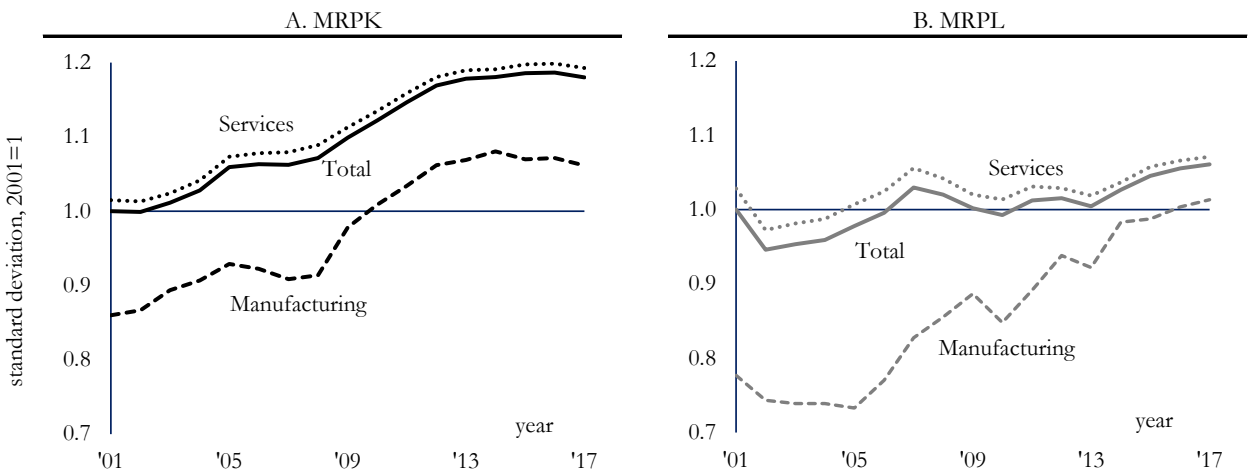 A. MRPK
B. MRPL
standard deviation, 2001=1
1.2
1.1
1.0
0.9
0.8
0.7
Services
Total
Manufacturing
year
'01
'05
'09
'13
'17
1.2
1.1
1.0
0.9
0.8
0.7
Services
Total
Manufacturing
year
'01
'05
'09
'13
'17